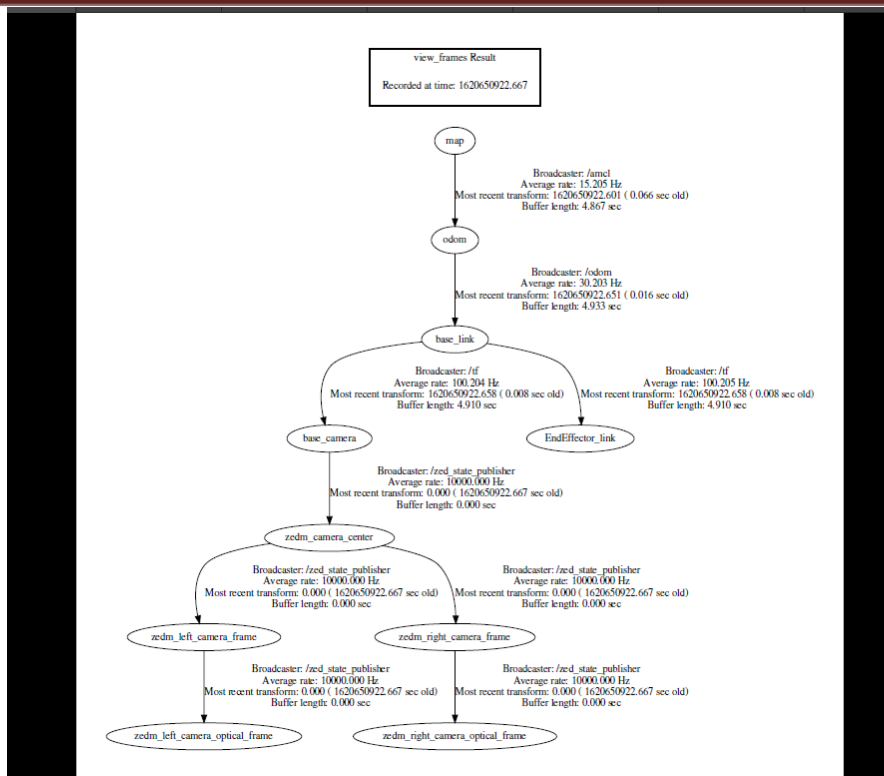 view_frames Result
Recorded at time: 1620650922.667
map
Broadcaster: /amcl
Average rate: 15.205 Hz
Most recent transform: 1620650922.601 ( 0.066 sec old)
Buffer length: 4.867 sec
odom
Broadcaster: /odom
Average rate: 30.203 Hz
Most recent transform: 1620650922.651 ( 0.016 sec old)
Buffer length: 4.933 sec
base_link
Broadcaster: /tf
Average rate: 100.204 Hz
Most recent transform: 1620650922.658 ( 0.008 sec old)
Buffer length: 4.910 sec
Broadcaster: /tf
Average rate: 100.205 Hz
Most recent transform: 1620650922.658 ( 0.008 sec old)
Buffer length: 4.910 sec
base_camera
EndEffector_link
Broadcaster: /zed_state_publisher
Average rate: 10000.000 Hz
Most recent transform: 0.000 ( 1620650922.667 sec old)
Buffer length: 0.000 sec
zedm_camera_center
Broadcaster: /zed_state_publisher
Average rate: 10000.000 Hz
Most recent transform: 0.000 ( 1620650922.667 sec old)
Buffer length: 0.000 sec
Broadcaster: /zed_state_publisher
Average rate: 10000.000 Hz
Most recent transform: 0.000 ( 1620650922.667 sec old)
Buffer length: 0.000 sec
zedm_left_camera_frame
zedm_right_camera_frame
Broadcaster: /zed_state_publisher
Average rate: 10000.000 Hz
Most recent transform: 0.000 ( 1620650922.667 sec old)
Buffer length: 0.000 sec
Broadcaster: /zed_state_publisher
Average rate: 10000.000 Hz
Most recent transform: 0.000 ( 1620650922.667 sec old)
Buffer length: 0.000 sec
zedm_left_camera_optical_frame
zedm_right_camera_optical_frame